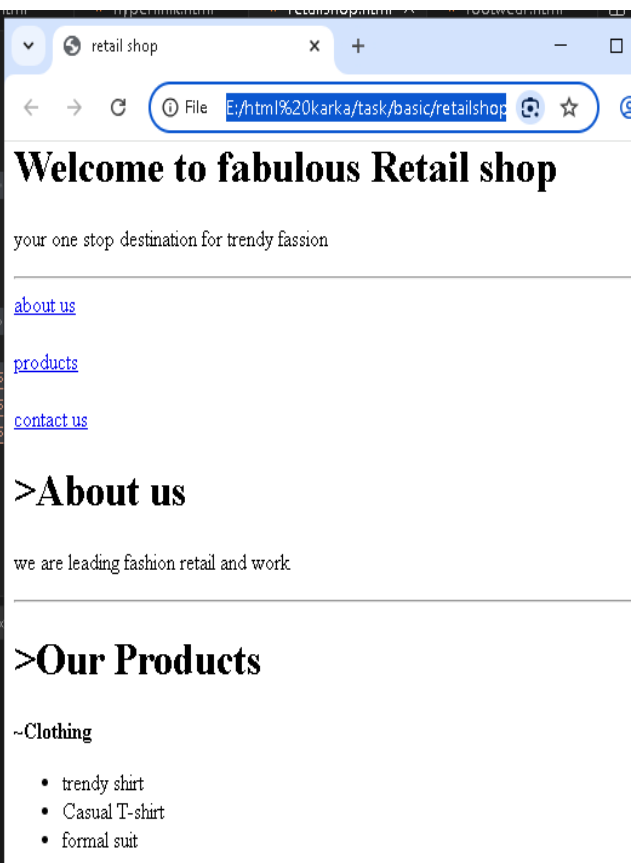 retailshop.html
retail shop
File E:/html%20karka/task/basic/retailshop
Welcome to fabulous Retail shop
your one stop destination for trendy fassion
about us
products
contact us
>About us
we are leading fashion retail and work
>Our Products
~Clothing
• trendy shirt
• Casual T-shirt
• formal suit